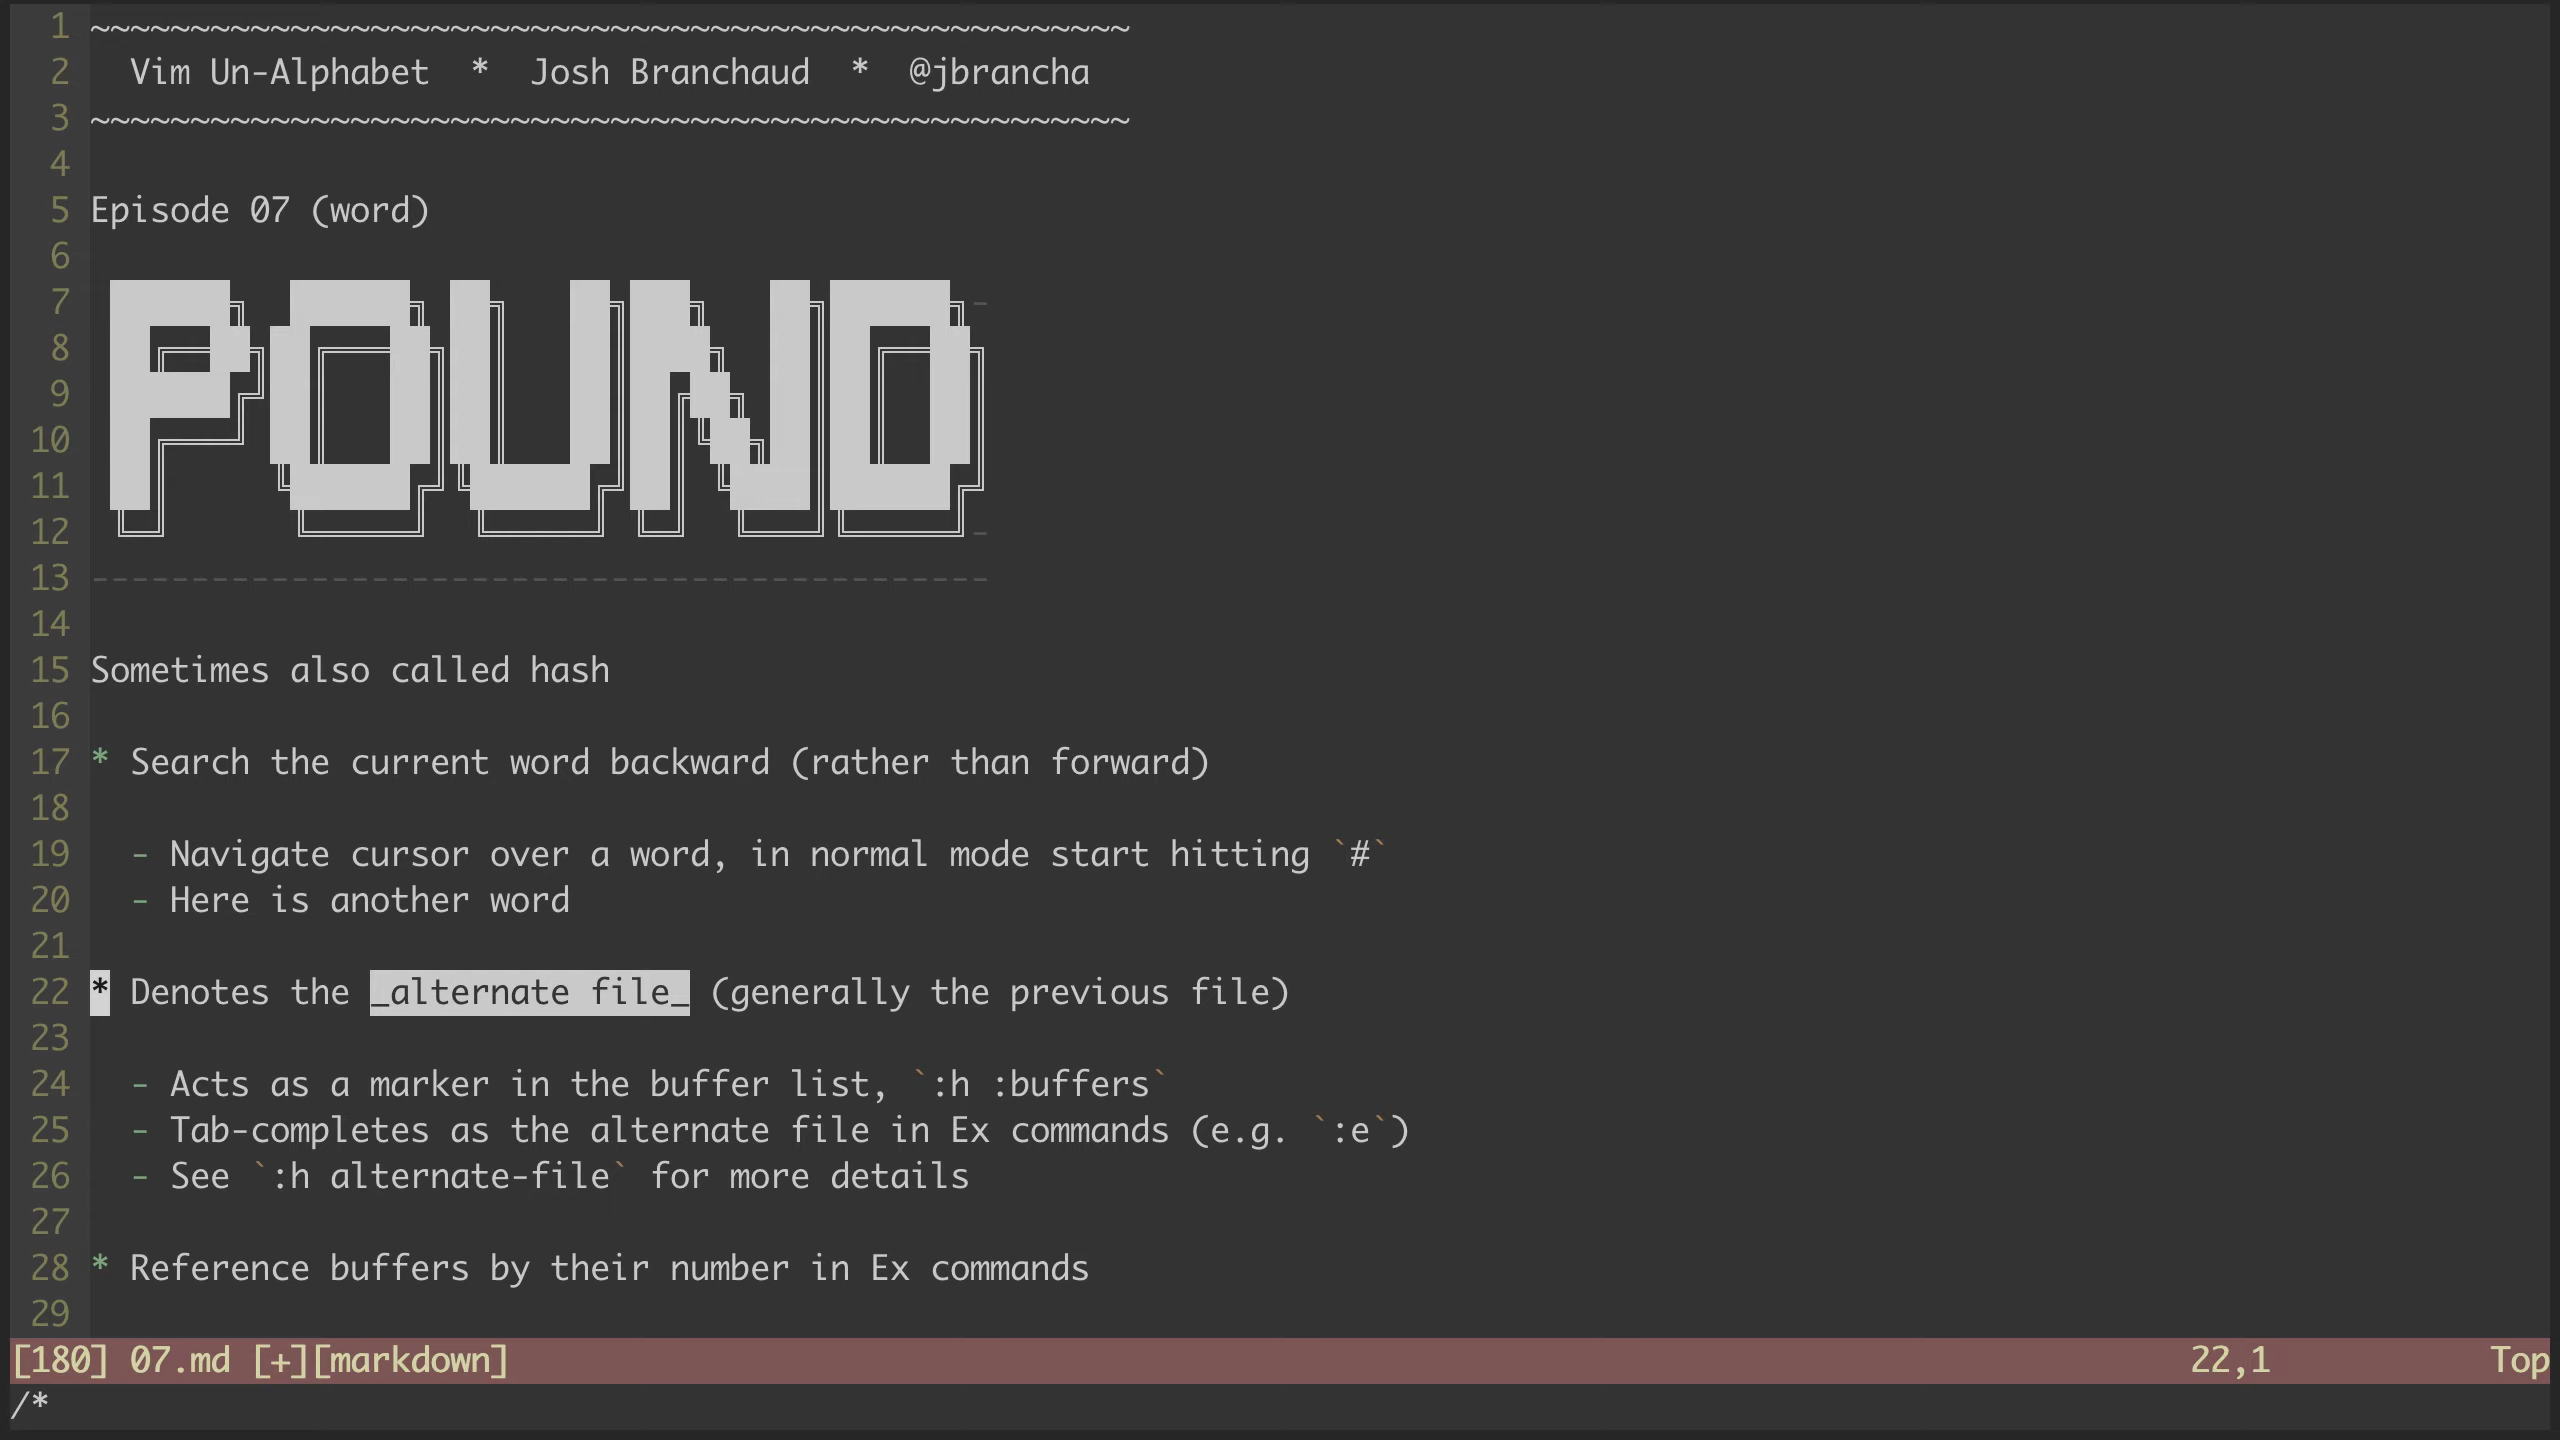 1 ~~~~~~~~~~~~~~~~~~~~~~~~~~~~~~~~~~~~~~~~~~~~~~~~~~~~
2   Vim Un-Alphabet  *  Josh Branchaud  *  @jbrancha
3 ~~~~~~~~~~~~~~~~~~~~~~~~~~~~~~~~~~~~~~~~~~~~~~~~~~~~
4
5 Episode 07 (word)
6
7
8
9
POUND
10
11
12
13 ---------------------------------------------
14
15 Sometimes also called hash
16
17 * Search the current word backward (rather than forward)
18
19   - Navigate cursor over a word, in normal mode start hitting `#`
20   - Here is another word
21
22 * Denotes the _alternate file_ (generally the previous file)
23
24   - Acts as a marker in the buffer list, `:h :buffers`
25   - Tab-completes as the alternate file in Ex commands (e.g. `:e`)
26   - See `:h alternate-file` for more details
27
28 * Reference buffers by their number in Ex commands
29
[180] 07.md [+][markdown] 22,1 Top
/*